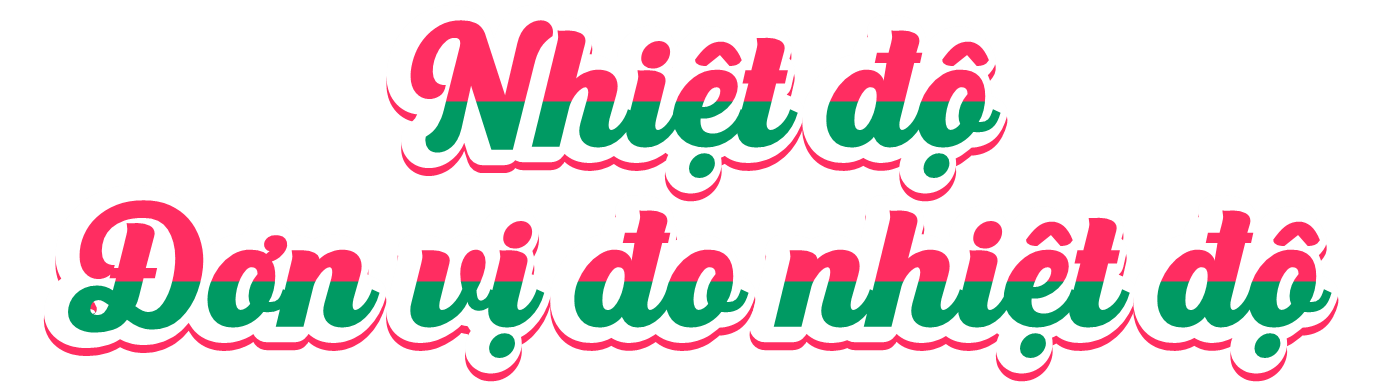 Nhiệt độ
Đơn vị đo nhiệt độ